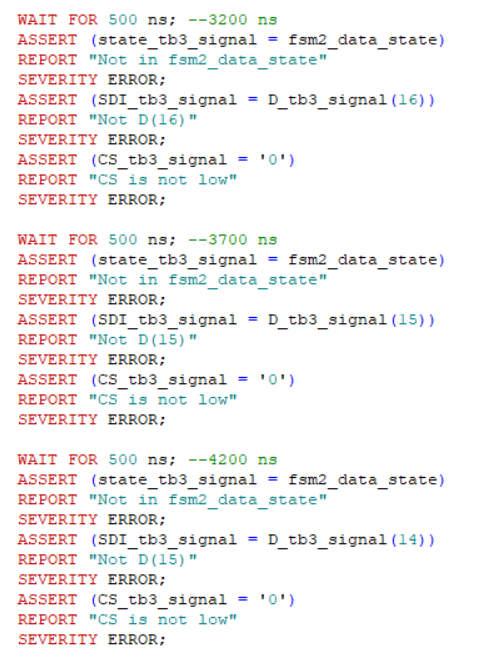 WAIT FOR 500 ns; --3200 ns
ASSERT (state_tb3_signal = fsm2_data_state)
REPORT "Not in fsm2_data_state"
SEVERITY ERROR;
ASSERT (SDI_tb3_signal = D_tb3_signal(16))
REPORT "Not D(16)"
SEVERITY ERROR;
ASSERT (CS_tb3_signal = '0')
REPORT "CS is not low"
SEVERITY ERROR;
WAIT FOR 500 ns; --3700 ns
ASSERT (state_tb3_signal = fsm2_data_state)
REPORT "Not in fsm2_data_state"
SEVERITY ERROR;
ASSERT (SDI_tb3_signal = D_tb3_signal(15))
REPORT "Not D(15)"
SEVERITY ERROR;
ASSERT (CS_tb3_signal = '0')
REPORT "CS is not low"
SEVERITY ERROR;
WAIT FOR 500 ns; --4200 ns
ASSERT (state_tb3_signal = fsm2_data_state)
REPORT "Not in fsm2_data_state"
SEVERITY ERROR;
ASSERT (SDI_tb3_signal = D_tb3_signal(14))
REPORT "Not D(15)"
SEVERITY ERROR;
ASSERT (CS_tb3_signal = '0')
REPORT "CS is not low"
SEVERITY ERROR;